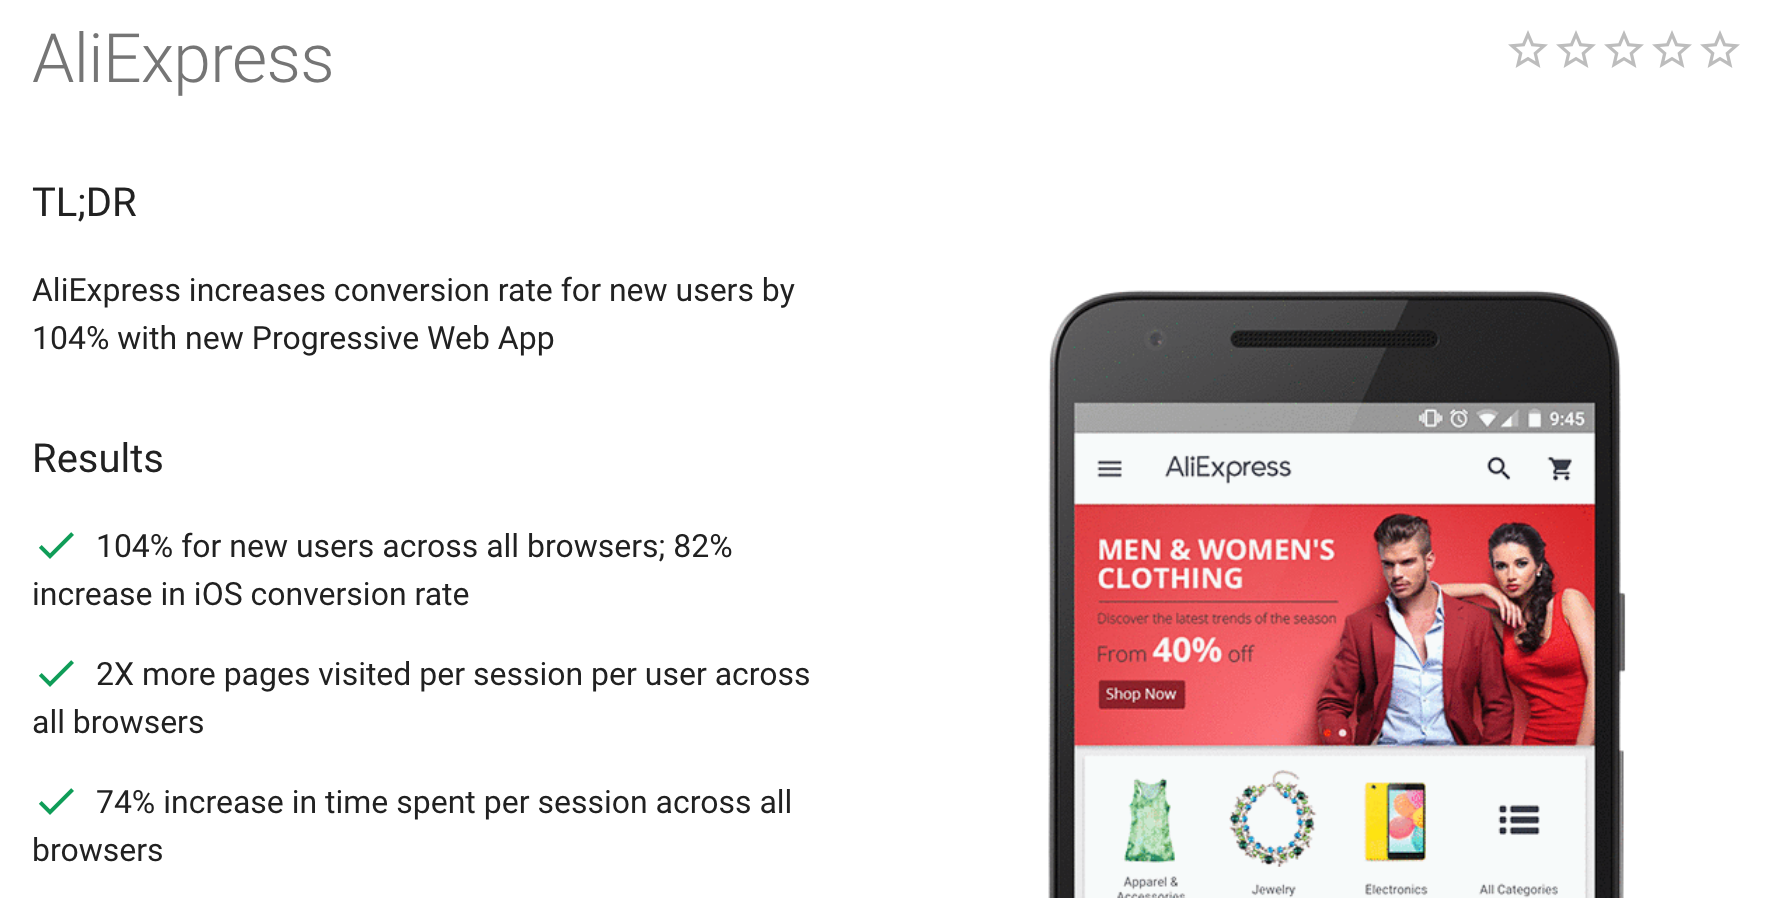 AliExpress
TL;DR
AliExpress increases conversion rate for new users by
104% with new Progressive Web App
Results
104% for new users across all browsers; 82%
increase in iOS conversion rate
2X more pages visited per session per user across
all browsers
74% increase in time spent per session across all
browsers
9:45
AliExpress
MEN & WOMEN'S
CLOTHING
Discover the latest trends of the season
From 40% off
Shop Now
Apparel &
Accessories
Jewelry
Electronics
All Categories